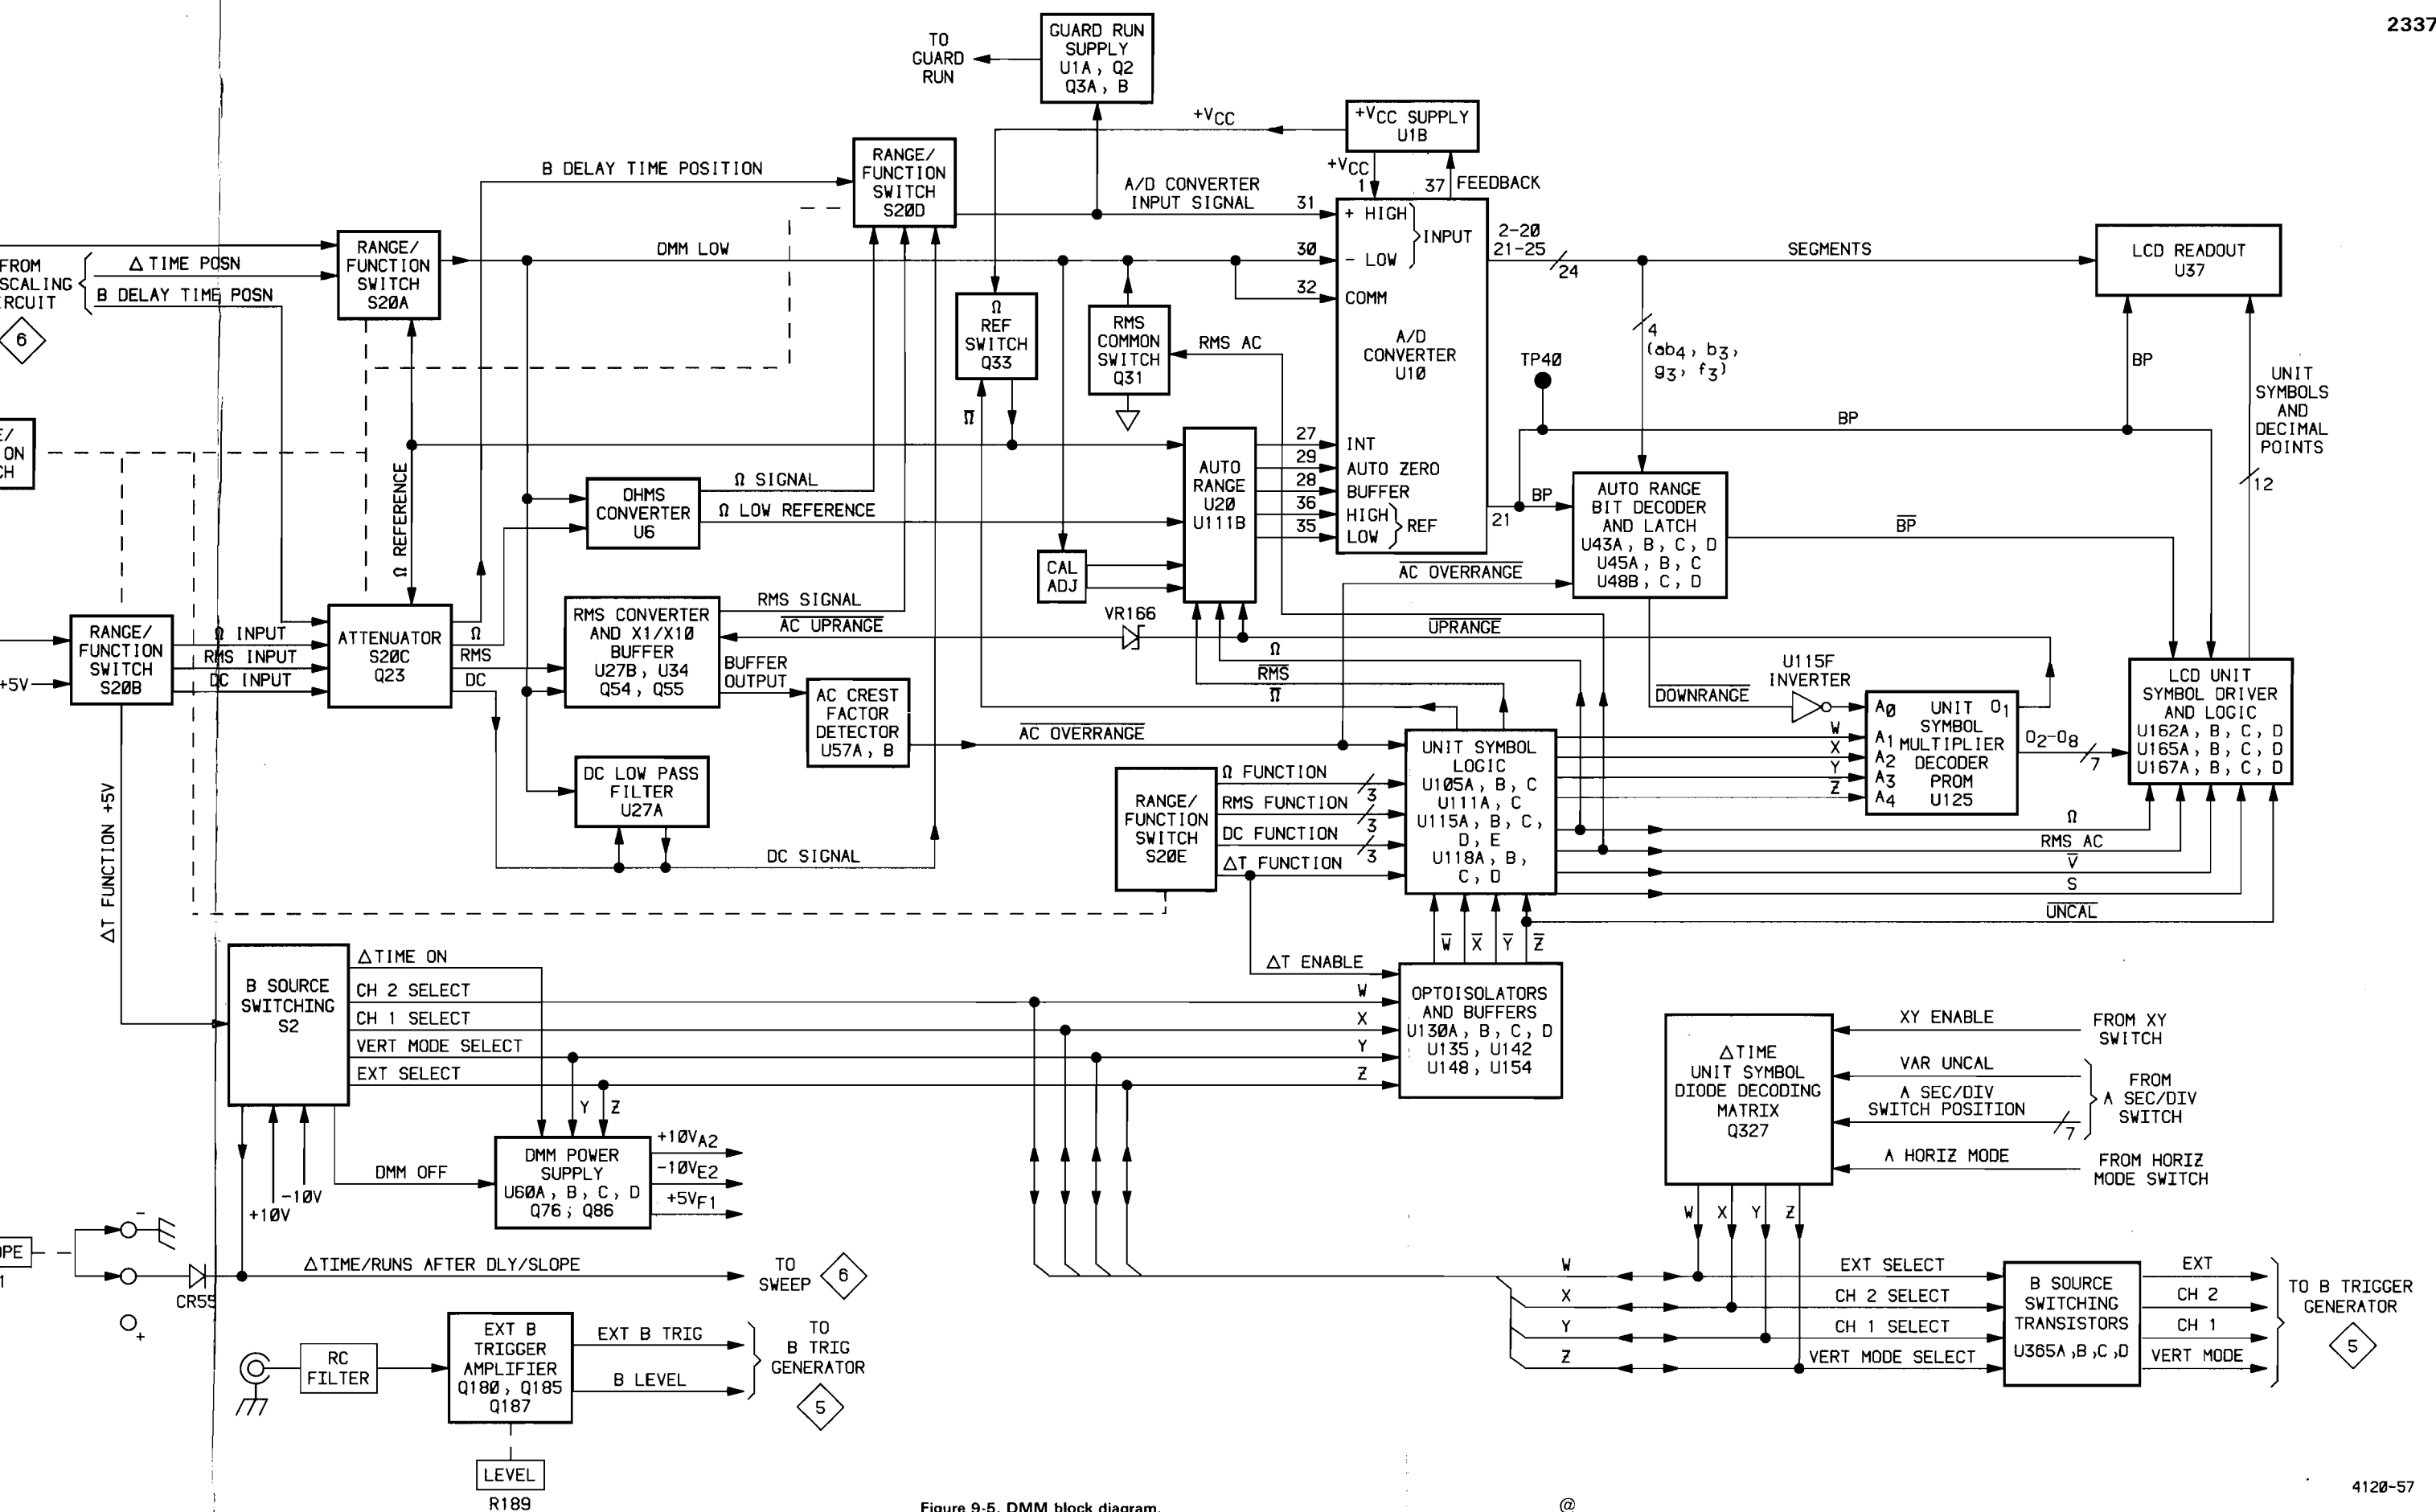 2337
TO
GUARD
RUN
GUARD RUN
SUPPLY
U1A, Q2
Q3A, B
+VCC
+VCC SUPPLY
U1B
+VCC
1
37
FEEDBACK
B DELAY TIME POSITION
RANGE/
FUNCTION
SWITCH
S20D
A/D CONVERTER
INPUT SIGNAL
31
+ HIGH
INPUT
30
- LOW
32
COMM
A/D
CONVERTER
U10
27
INT
29
AUTO ZERO
28
BUFFER
36
HIGH
REF
35
LOW
2-20
21-25
24
SEGMENTS
LCD READOUT
U37
FROM
SCALING
RCUIT
6
Δ TIME POSN
B DELAY TIME POSN
RANGE/
FUNCTION
SWITCH
S20A
DMM LOW
Ω
REF
SWITCH
Q33
RMS
COMMON
SWITCH
Q31
RMS AC
4
(ab4, b3,
g3, f3)
TP40
BP
BP
UNIT
SYMBOLS
AND
DECIMAL
POINTS
12
E/
ON
CH
Ω REFERENCE
Ω̅
OHMS
CONVERTER
U6
Ω SIGNAL
Ω LOW REFERENCE
AUTO
RANGE
U20
U111B
BP
21
AUTO RANGE
BIT DECODER
AND LATCH
U43A, B, C, D
U45A, B, C
U48B, C, D
B̅P̅
CAL
ADJ
A̅C̅ O̅V̅E̅R̅R̅A̅N̅G̅E̅
+5V
RANGE/
FUNCTION
SWITCH
S20B
Ω INPUT
RMS INPUT
DC INPUT
ATTENUATOR
S20C
Q23
Ω
RMS
DC
RMS CONVERTER
AND X1/X10
BUFFER
U27B, U34
Q54, Q55
RMS SIGNAL
A̅C̅ U̅P̅R̅A̅N̅G̅E̅
BUFFER
OUTPUT
VR166
U̅P̅R̅A̅N̅G̅E̅
Ω
R̅M̅S̅
Ω̅
AC CREST
FACTOR
DETECTOR
U57A, B
A̅C̅ O̅V̅E̅R̅R̅A̅N̅G̅E̅
D̅O̅W̅N̅R̅A̅N̅G̅E̅
U115F
INVERTER
W
X
Y
Z
A0
A1
A2
A3
A4
UNIT
SYMBOL
MULTIPLIER
DECODER
PROM
U125
O1
O2-O8
7
LCD UNIT
SYMBOL DRIVER
AND LOGIC
U162A, B, C, D
U165A, B, C, D
U167A, B, C, D
DC LOW PASS
FILTER
U27A
DC SIGNAL
ΔT FUNCTION +5V
RANGE/
FUNCTION
SWITCH
S20E
Ω FUNCTION
3
RMS FUNCTION
3
DC FUNCTION
3
ΔT FUNCTION
UNIT SYMBOL
LOGIC
U105A, B, C
U111A, C
U115A, B, C,
D, E
U118A, B,
C, D
Ω
RMS AC
V̅
S
U̅N̅C̅A̅L̅
W̅
X̅
Y̅
Z̅
ΔT ENABLE
OPTOISOLATORS
AND BUFFERS
U130A, B, C, D
U135, U142
U148, U154
B SOURCE
SWITCHING
S2
ΔTIME ON
CH 2 SELECT
W
CH 1 SELECT
X
VERT MODE SELECT
Y
EXT SELECT
Z
Y
Z
DMM OFF
-10V
+10V
DMM POWER
SUPPLY
U60A, B, C, D
Q76; Q86
+10VA2
-10VE2
+5VF1
ΔTIME
UNIT SYMBOL
DIODE DECODING
MATRIX
Q327
XY ENABLE
FROM XY
SWITCH
VAR UNCAL
A SEC/DIV
SWITCH POSITION
7
FROM
A SEC/DIV
SWITCH
A HORIZ MODE
FROM HORIZ
MODE SWITCH
W
X
Y
Z
OPE
1
-
+
CR55
ΔTIME/RUNS AFTER DLY/SLOPE
TO
SWEEP
6
W
X
Y
Z
EXT SELECT
CH 2 SELECT
CH 1 SELECT
VERT MODE SELECT
B SOURCE
SWITCHING
TRANSISTORS
U365A,B,C,D
EXT
CH 2
CH 1
VERT MODE
TO B TRIGGER
GENERATOR
5
RC
FILTER
EXT B
TRIGGER
AMPLIFIER
Q180, Q185
Q187
EXT B TRIG
B LEVEL
TO
B TRIG
GENERATOR
5
LEVEL
R189
4120-57
Figure 9-5. DMM block diagram.
@